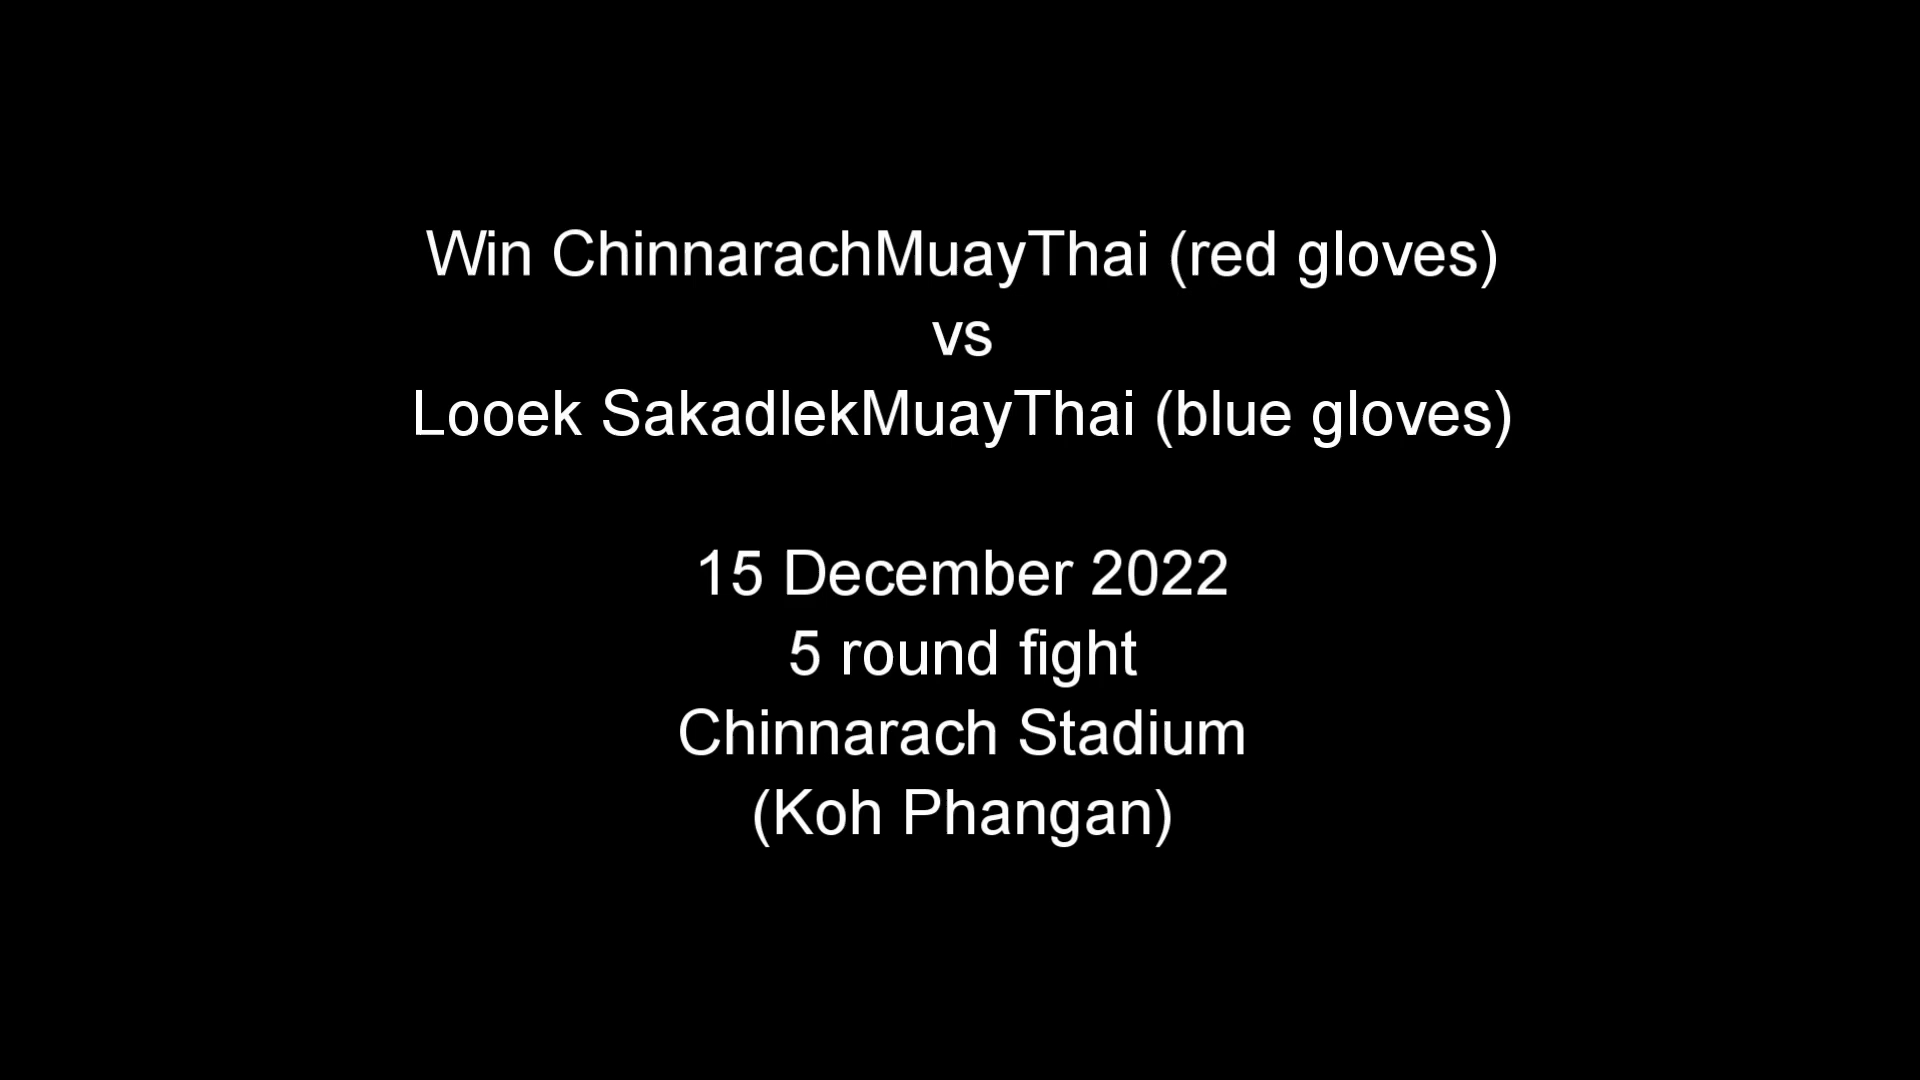 Win ChinnarachMuayThai (red gloves)
vs
Looek SakadlekMuayThai (blue gloves)
15 December 2022
5 round fight
Chinnarach Stadium
(Koh Phangan)